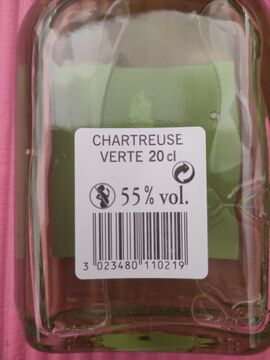 CHARTREUSE
VERTE 20 cl
55% vol.
3 023480 110219